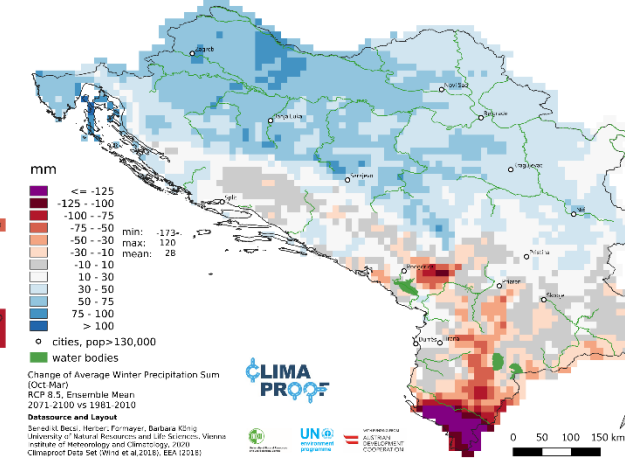 Zagreb
Novi Sad
Banja Luka
Belgrade
Kragujevac
Sarajevo
Split
Niš
mm
<= -125
-125 - -100
-100 - -75
-75 - -50
-50 - -30
-30 - -10
-10 - 10
10 - 30
30 - 50
50 - 75
75 - 100
> 100
min: -173
max: 120
mean: 28
Pristina
Podgorica
Prizren
Skopje
Durrës
Tirana
cities, pop>130,000
water bodies
Change of Average Winter Precipitation Sum
(Oct-Mar)
RCP 8.5, Ensemble Mean
2071-2100 vs 1981-2010
CLIMA
PROOF
Datasource and Layout
Benedikt Becsi, Herbert Formayer, Barbara König
University of Natural Resources and Life Sciences, Vienna
Institute of Meteorology and Climatology, 2020
Climaproof Data Set (Wind et al,2018), EEA (2018)
UN
environment
programme
AUSTRIAN
DEVELOPMENT
COOPERATION
0 50 100 150 km